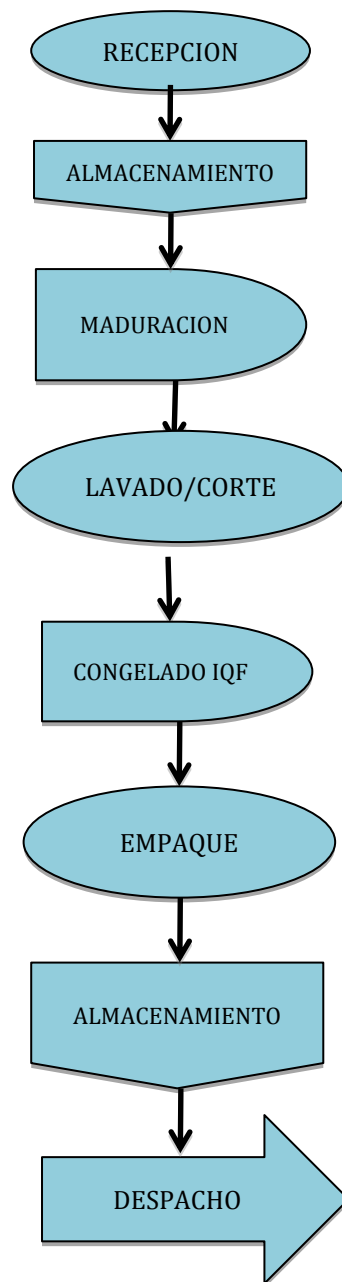 RECEPCION
ALMACENAMIENTO
MADURACION
LAVADO/CORTE
CONGELADO IQF
EMPAQUE
ALMACENAMIENTO
DESPACHO